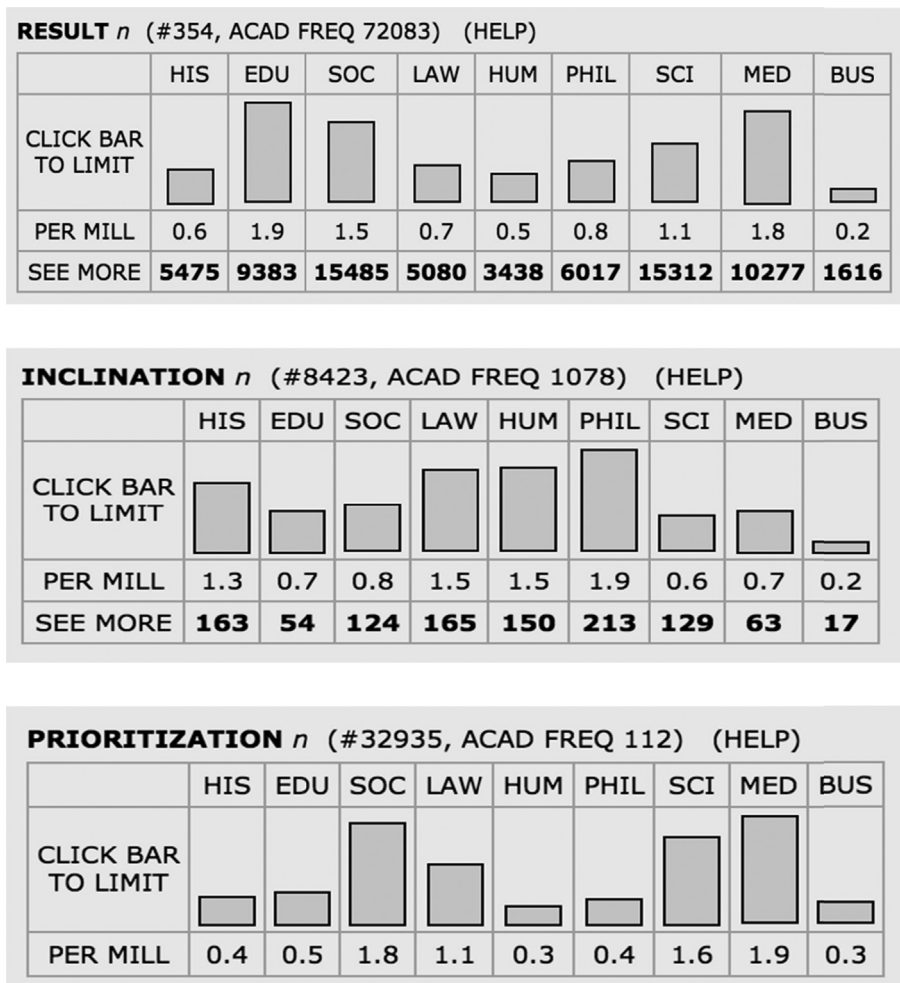 RESULT n (#354, ACAD FREQ 72083) (HELP)
HIS EDU SOC LAW HUM PHIL SCI MED BUS
CLICK BAR
TO LIMIT
PER MILL 0.6 1.9 1.5 0.7 0.5 0.8 1.1 1.8 0.2
SEE MORE 5475 9383 15485 5080 3438 6017 15312 10277 1616
INCLINATION n (#8423, ACAD FREQ 1078) (HELP)
HIS EDU SOC LAW HUM PHIL SCI MED BUS
CLICK BAR
TO LIMIT
PER MILL 1.3 0.7 0.8 1.5 1.5 1.9 0.6 0.7 0.2
SEE MORE 163 54 124 165 150 213 129 63 17
PRIORITIZATION n (#32935, ACAD FREQ 112) (HELP)
HIS EDU SOC LAW HUM PHIL SCI MED BUS
CLICK BAR
TO LIMIT
PER MILL 0.4 0.5 1.8 1.1 0.3 0.4 1.6 1.9 0.3